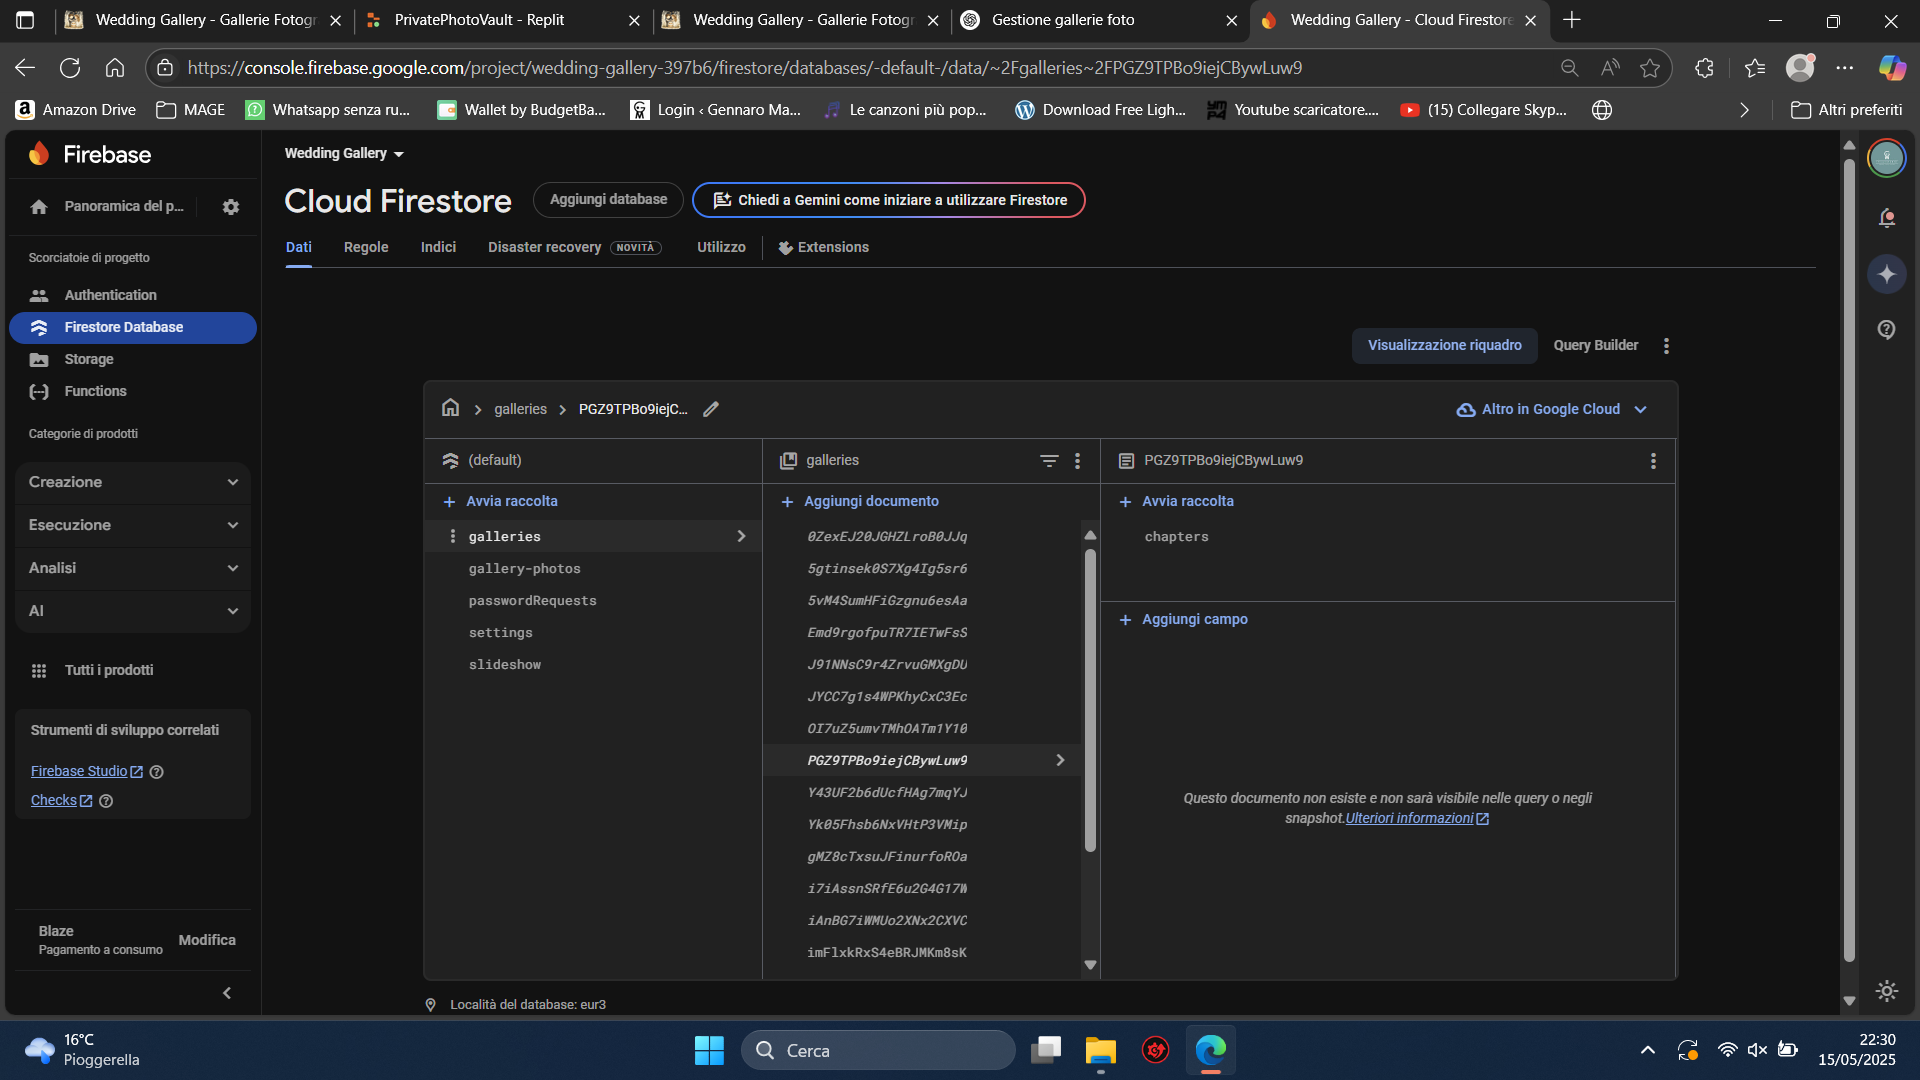 Wedding Gallery - Gallerie Fotogr
PrivatePhotoVault - Replit
Wedding Gallery - Gallerie Fotogr
Gestione gallerie foto
Wedding Gallery - Cloud Firestore
https://console.firebase.google.com/project/wedding-gallery-397b6/firestore/databases/-default-/data/~2Fgalleries~2FPGZ9TPBo9iejCBywLuw9
Amazon Drive
MAGE
Whatsapp senza ru...
Wallet by BudgetBa...
Login ‹ Gennaro Ma...
Le canzoni più pop...
Download Free Ligh...
Youtube scaricatore....
(15) Collegare Skyp...
Altri preferiti
Firebase
Panoramica del p...
Scorciatoie di progetto
Authentication
Firestore Database
Storage
Functions
Categorie di prodotti
Creazione
Esecuzione
Analisi
AI
Tutti i prodotti
Strumenti di sviluppo correlati
Firebase Studio
Checks
Blaze
Pagamento a consumo
Modifica
Wedding Gallery
Cloud Firestore
Aggiungi database
Chiedi a Gemini come iniziare a utilizzare Firestore
Dati
Regole
Indici
Disaster recovery
NOVITÀ
Utilizzo
Extensions
Visualizzazione riquadro
Query Builder
galleries
PGZ9TPBo9iejC...
Altro in Google Cloud
(default)
Avvia raccolta
galleries
gallery-photos
passwordRequests
settings
slideshow
galleries
Aggiungi documento
0ZexEJ20JGHZLroB0JJq
5gtinsek0S7Xg4Ig5sr6
5vM4SumHFiGzgnu6esAa
Emd9rgofpuTR7IETwFsS
J91NNsC9r4ZrvuGMXgDU
JYCC7g1s4WPKhyCxC3Ec
OI7uZ5umvTMhOATm1Y10
PGZ9TPBo9iejCBywLuw9
Y43UF2b6dUcfHAg7mqYJ
Yk05Fhsb6NxVHtP3VMip
gMZ8cTxsuJFinurfoROa
i7iAssnSRfE6u2G4G17W
iAnBG7iWMUo2XNx2CXVC
imFlxkRxS4eBRJMKm8sK
PGZ9TPBo9iejCBywLuw9
Avvia raccolta
chapters
Aggiungi campo
Questo documento non esiste e non sarà visibile nelle query o negli
snapshot.Ulteriori informazioni
Località del database: eur3
16°C
Pioggerella
Cerca
22:30
15/05/2025